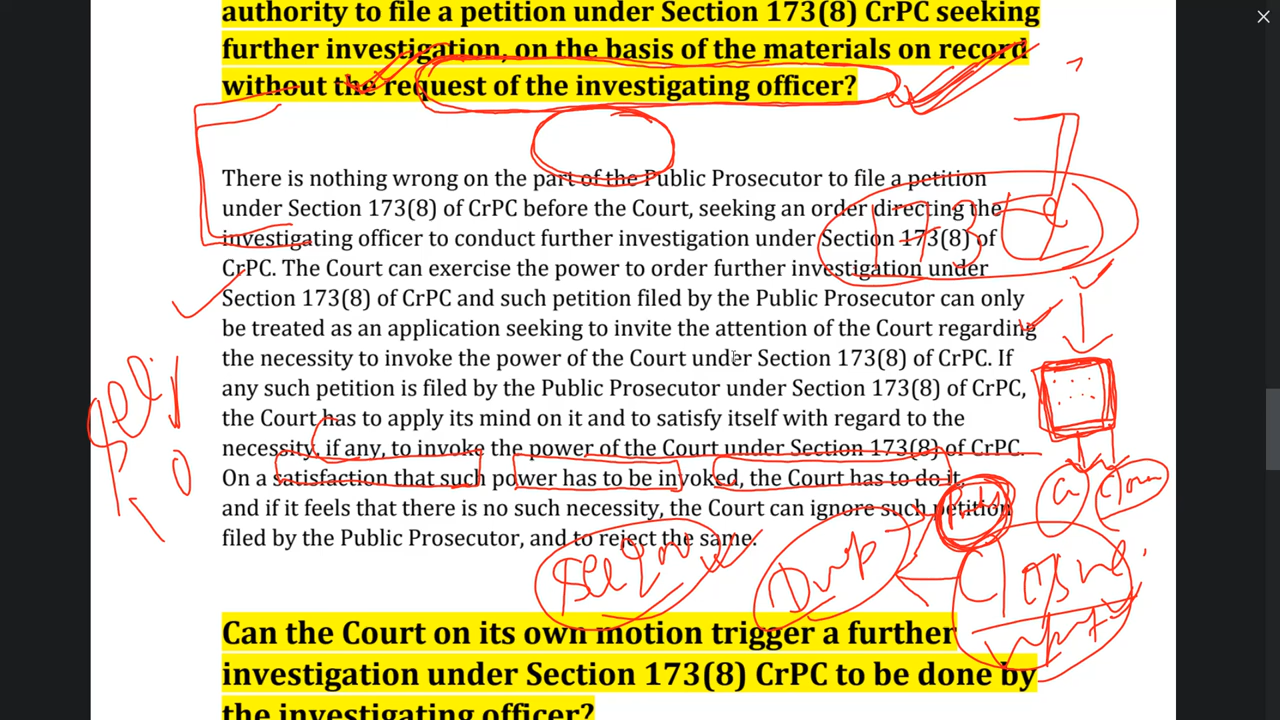 authority to file a petition under Section 173(8) CrPC seeking
further investigation, on the basis of the materials on record
without the request of the investigating officer?
There is nothing wrong on the part of the Public Prosecutor to file a petition
under Section 173(8) of CrPC before the Court, seeking an order directing the
investigating officer to conduct further investigation under Section 173(8) of
CrPC. The Court can exercise the power to order further investigation under
Section 173(8) of CrPC and such petition filed by the Public Prosecutor can only
be treated as an application seeking to invite the attention of the Court regarding
the necessity to invoke the power of the Court under Section 173(8) of CrPC. If
any such petition is filed by the Public Prosecutor under Section 173(8) of CrPC,
the Court has to apply its mind on it and to satisfy itself with regard to the
necessity, if any, to invoke the power of the Court under Section 173(8) of CrPC.
On a satisfaction that such power has to be invoked, the Court has to do it,
and if it feels that there is no such necessity, the Court can ignore such petition
filed by the Public Prosecutor, and to reject the same.
173
Can the Court on its own motion trigger a further
investigation under Section 173(8) CrPC to be done by
the investigating officer?